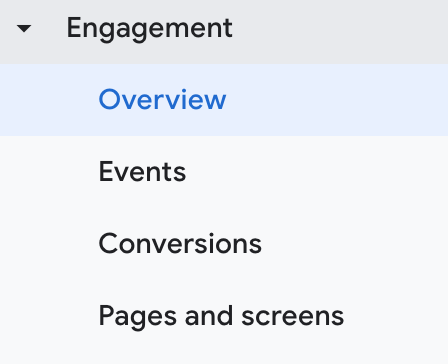 Engagement
Overview
Events
Conversions
Pages and screens